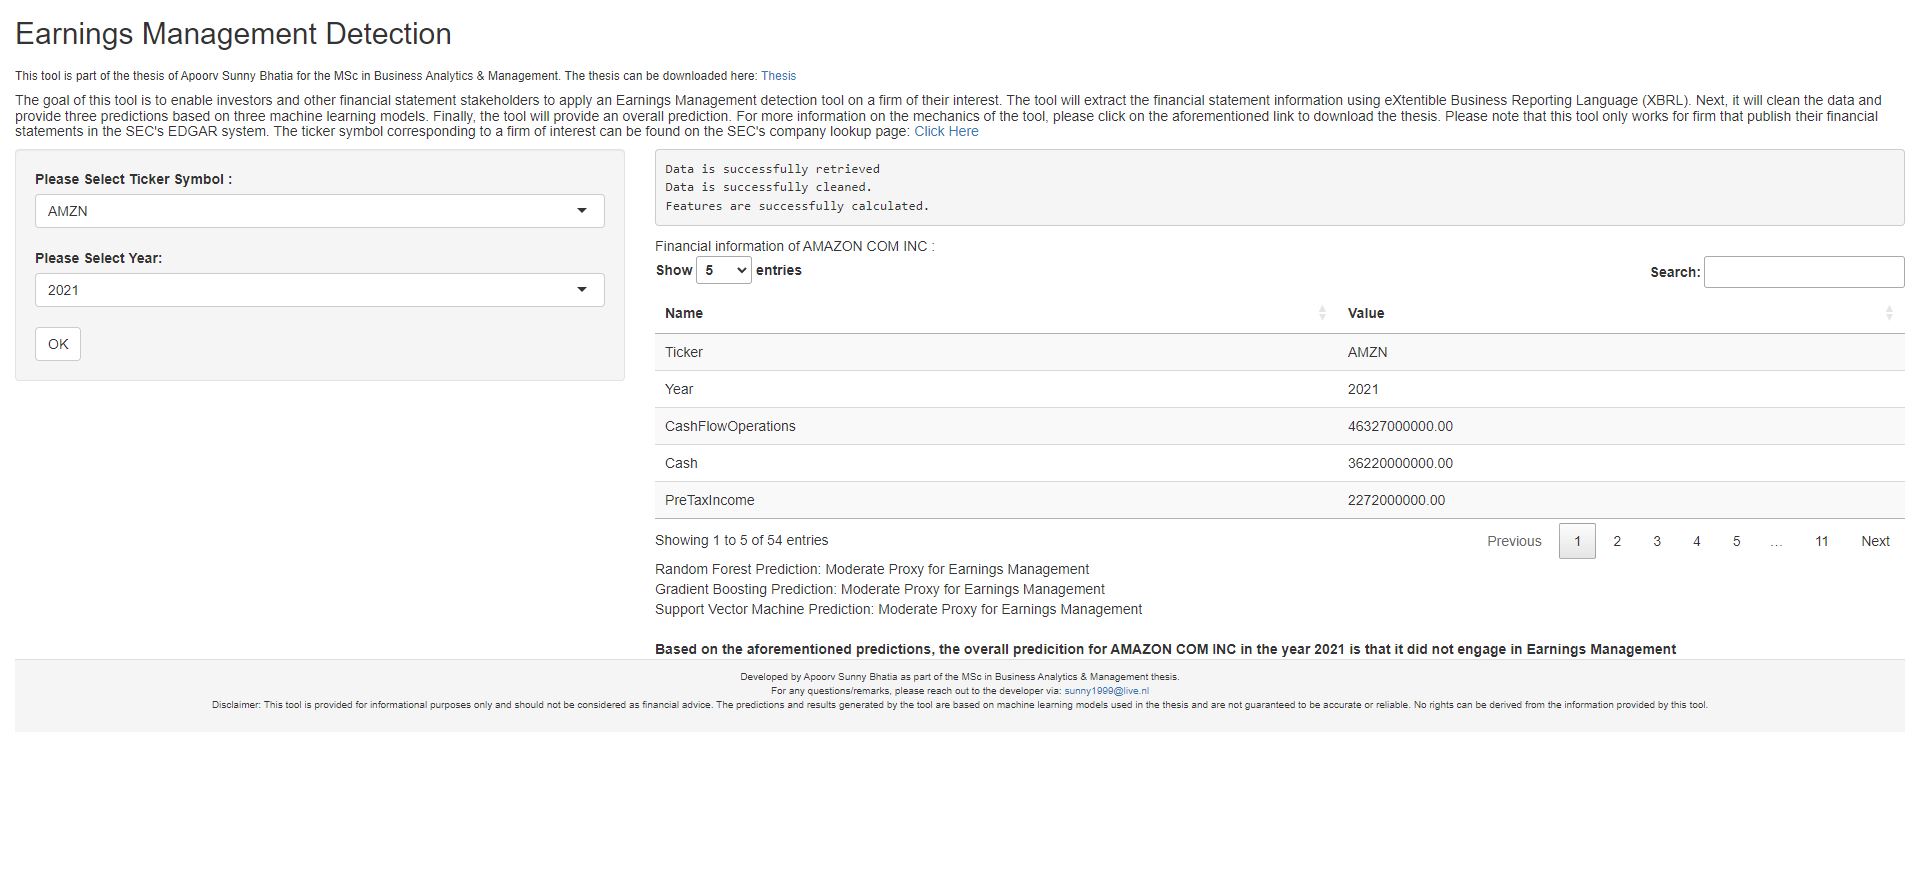 Earnings Management Detection
This tool is part of the thesis of Apoorv Sunny Bhatia for the MSc in Business Analytics & Management. The thesis can be downloaded here: Thesis
The goal of this tool is to enable investors and other financial statement stakeholders to apply an Earnings Management detection tool on a firm of their interest. The tool will extract the financial statement information using eXtentible Business Reporting Language (XBRL). Next, it will clean the data and
provide three predictions based on three machine learning models. Finally, the tool will provide an overall prediction. For more information on the mechanics of the tool, please click on the aforementioned link to download the thesis. Please note that this tool only works for firm that publish their financial
statements in the SEC's EDGAR system. The ticker symbol corresponding to a firm of interest can be found on the SEC's company lookup page: Click Here
Please Select Ticker Symbol :
AMZN
Please Select Year:
2021
OK
Data is successfully retrieved
Data is successfully cleaned.
Features are successfully calculated.
Financial information of AMAZON COM INC :
Show 5 entries
Search:
Name Value
Ticker AMZN
Year 2021
CashFlowOperations 46327000000.00
Cash 36220000000.00
PreTaxIncome 2272000000.00
Showing 1 to 5 of 54 entries
Previous 1 2 3 4 5 … 11 Next
Random Forest Prediction: Moderate Proxy for Earnings Management
Gradient Boosting Prediction: Moderate Proxy for Earnings Management
Support Vector Machine Prediction: Moderate Proxy for Earnings Management
Based on the aforementioned predictions, the overall predicition for AMAZON COM INC in the year 2021 is that it did not engage in Earnings Management
Developed by Apoorv Sunny Bhatia as part of the MSc in Business Analytics & Management thesis.
For any questions/remarks, please reach out to the developer via: sunny1999@live.nl
Disclaimer: This tool is provided for informational purposes only and should not be considered as financial advice. The predictions and results generated by the tool are based on machine learning models used in the thesis and are not guaranteed to be accurate or reliable. No rights can be derived from the information provided by this tool.